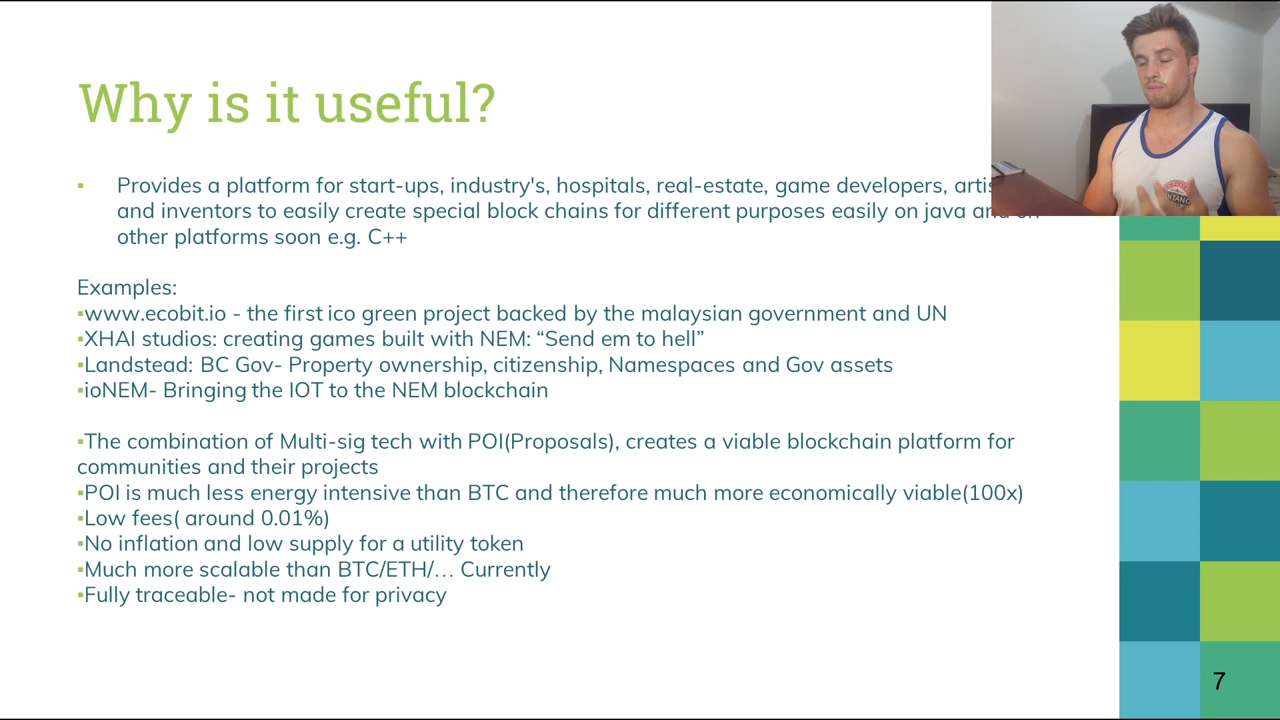 Why is it useful?
▪ Provides a platform for start-ups, industry's, hospitals, real-estate, game developers,
and inventors to easily create special block chains for different purposes easily on java and on
other platforms soon e.g. C++
Examples:
▪www.ecobit.io - the first ico green project backed by the malaysian government and UN
▪XHAI studios: creating games built with NEM: “Send em to hell”
▪Landstead: BC Gov- Property ownership, citizenship, Namespaces and Gov assets
▪ioNEM- Bringing the IOT to the NEM blockchain
▪The combination of Multi-sig tech with POI(Proposals), creates a viable blockchain platform for
communities and their projects
▪POI is much less energy intensive than BTC and therefore much more economically viable(100x)
▪Low fees( around 0.01%)
▪No inflation and low supply for a utility token
▪Much more scalable than BTC/ETH/… Currently
▪Fully traceable- not made for privacy
7